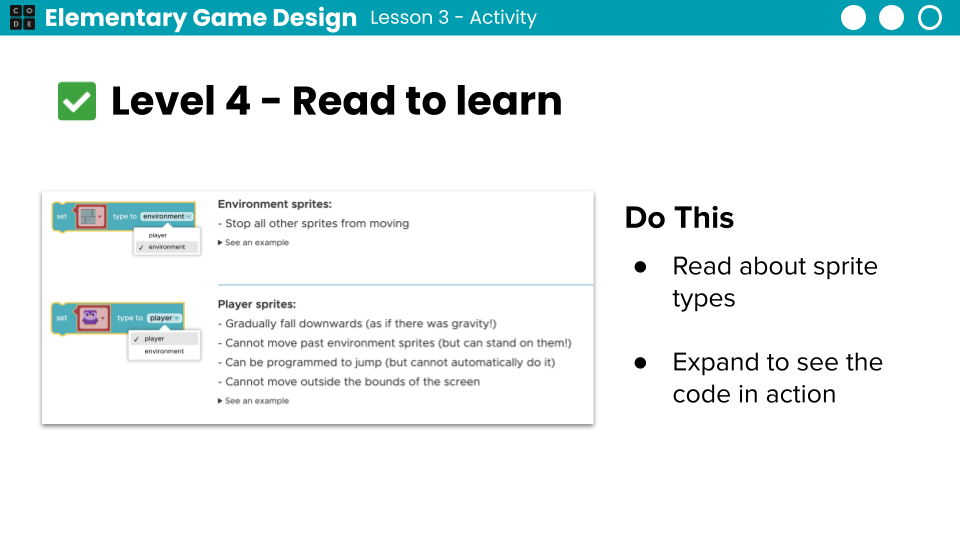 C O
D E
Elementary Game Design Lesson 3 - Activity
Level 4 - Read to learn
set type to environment
player
✓ environment
Environment sprites:
- Stop all other sprites from moving
▶ See an example
set type to player
✓ player
environment
Player sprites:
- Gradually fall downwards (as if there was gravity!)
- Cannot move past environment sprites (but can stand on them!)
- Can be programmed to jump (but cannot automatically do it)
- Cannot move outside the bounds of the screen
▶ See an example
Do This
● Read about sprite
types
● Expand to see the
code in action